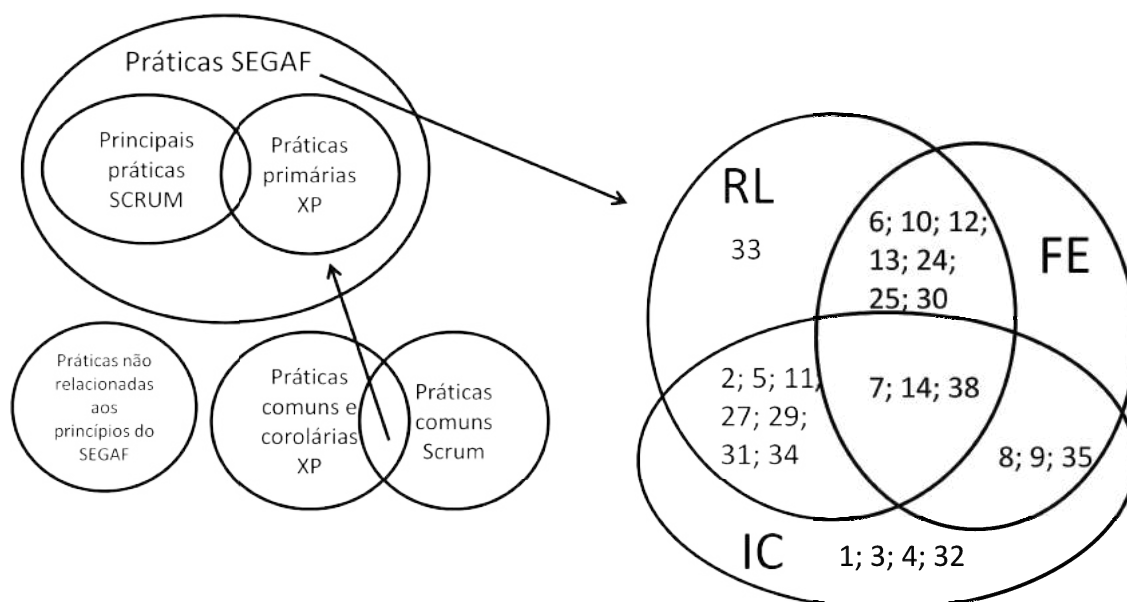 Práticas SEGAF
Principais
práticas
SCRUM
Práticas
primárias
XP
Práticas não
relacionadas
aos
princípios do
SEGAF
Práticas
comuns e
corolárias
XP
Práticas
comuns
Scrum
RL
33
6; 10; 12;
13; 24;
25; 30
FE
2; 5; 11;
27; 29;
31; 34
7; 14; 38
8; 9; 35
IC
1; 3; 4; 32